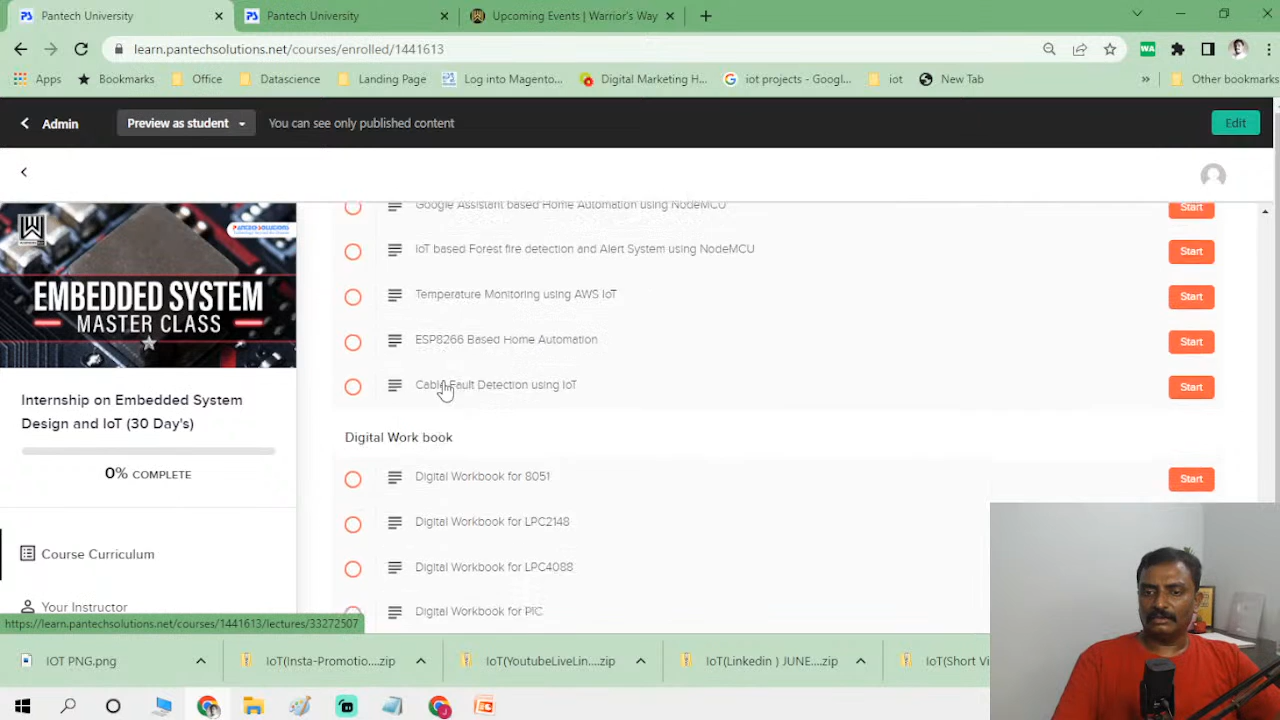 Pantech University
Pantech University
Upcoming Events | Warrior's Way
learn.pantechsolutions.net/courses/enrolled/1441613
WA
Apps
Bookmarks
Office
Datascience
Landing Page
Log into Magento...
Digital Marketing H...
iot projects - Googl...
iot
New Tab
»
Other bookmarks
Admin
Preview as student
You can see only published content
Edit
PANTECH SOLUTIONS
EMBEDDED SYSTEM
MASTER CLASS
Internship on Embedded System
Design and IoT (30 Day's)
0% COMPLETE
Course Curriculum
Your Instructor
Google Assistant based Home Automation using NodeMCU
Start
IoT based Forest fire detection and Alert System using NodeMCU
Start
Temperature Monitoring using AWS IoT
Start
ESP8266 Based Home Automation
Start
Cable Fault Detection using IoT
Start
Digital Work book
Digital Workbook for 8051
Start
Digital Workbook for LPC2148
Digital Workbook for LPC4088
Digital Workbook for PIC
https://learn.pantechsolutions.net/courses/1441613/lectures/33272507
IOT PNG.png
IoT(Insta-Promotio....zip
IoT(YoutubeLiveLin....zip
IoT(Linkedin ) JUNE....zip
IoT(Short Vi